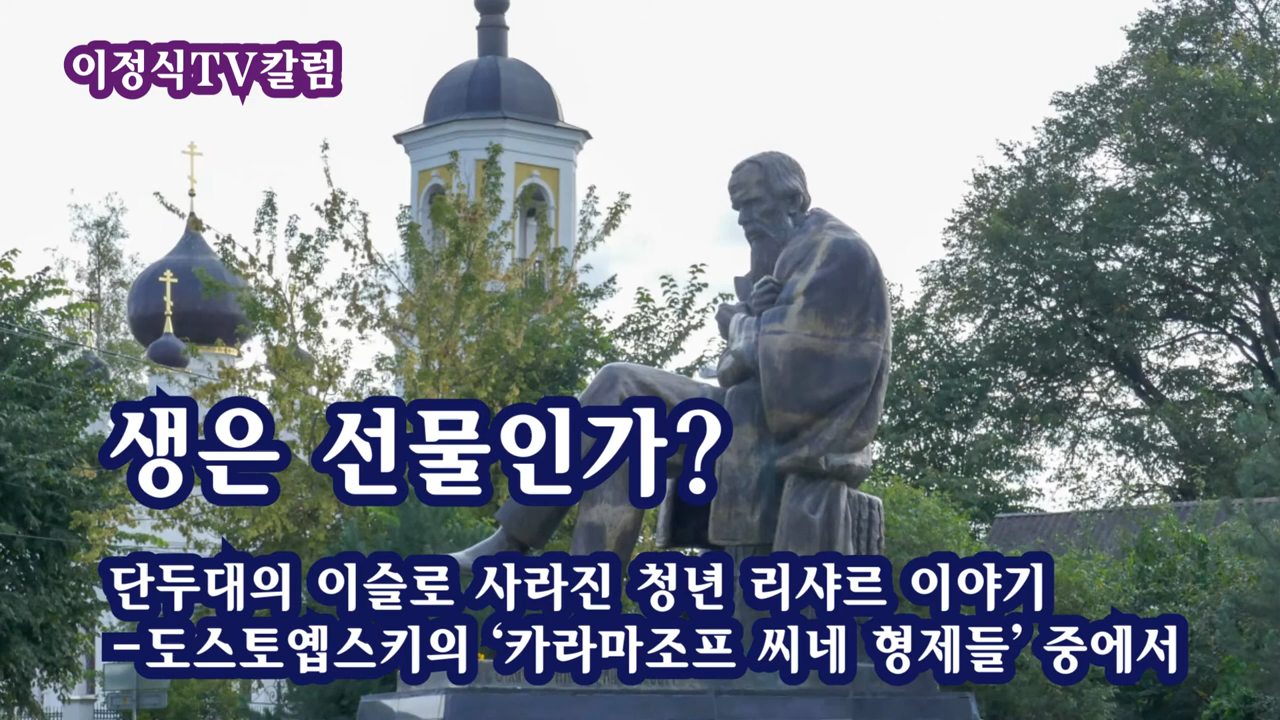 이정식TV칼럼
생은 선물인가?
단두대의 이슬로 사라진 청년 리샤르 이야기
-도스토옙스키의 ‘카라마조프 씨네 형제들’ 중에서